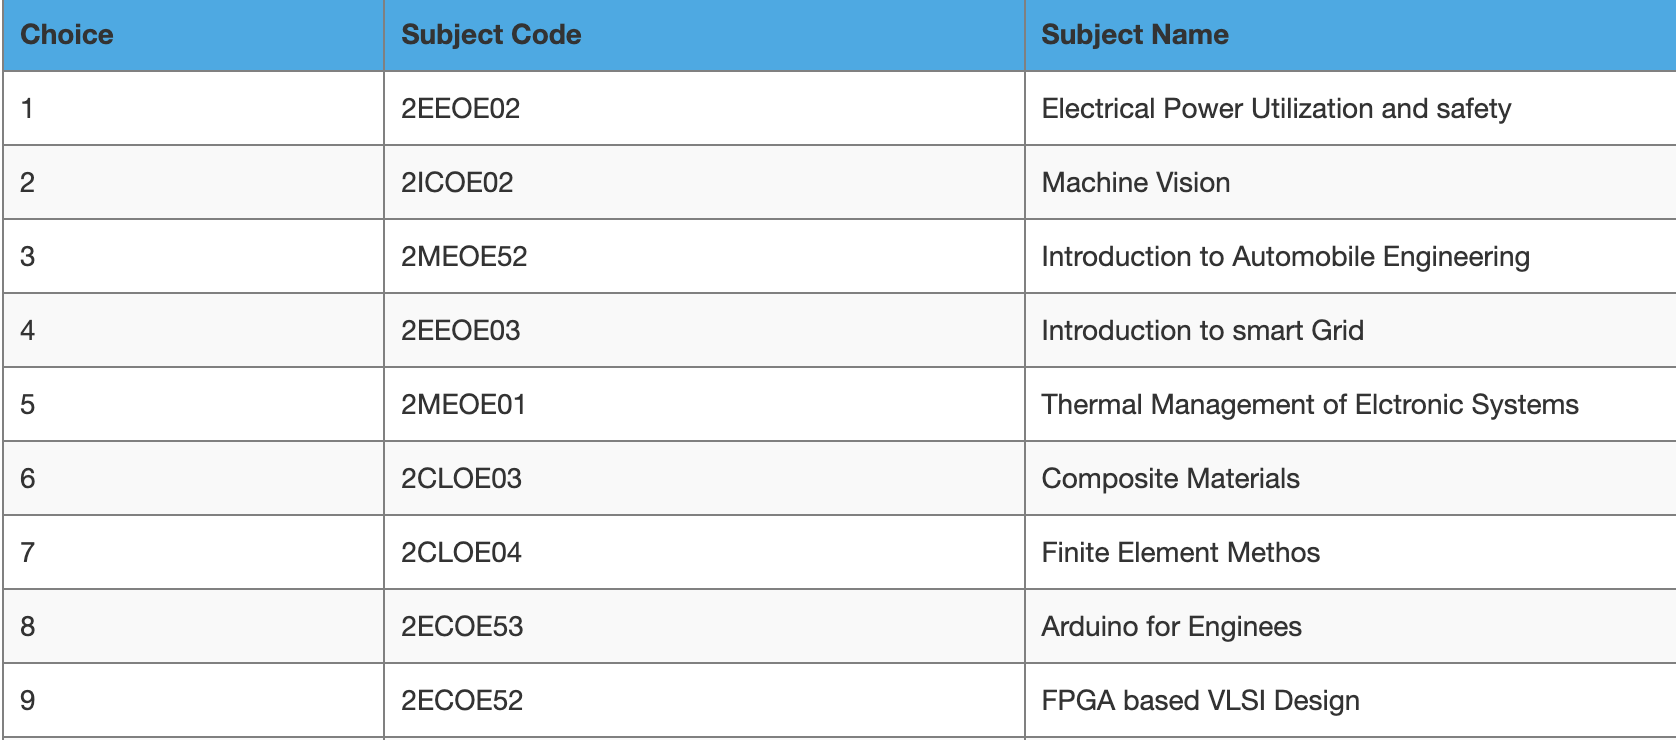 Choice Subject Code Subject Name
1 2EEOE02 Electrical Power Utilization and safety
2 2ICOE02 Machine Vision
3 2MEOE52 Introduction to Automobile Engineering
4 2EEOE03 Introduction to smart Grid
5 2MEOE01 Thermal Management of Elctronic Systems
6 2CLOE03 Composite Materials
7 2CLOE04 Finite Element Methos
8 2ECOE53 Arduino for Enginees
9 2ECOE52 FPGA based VLSI Design